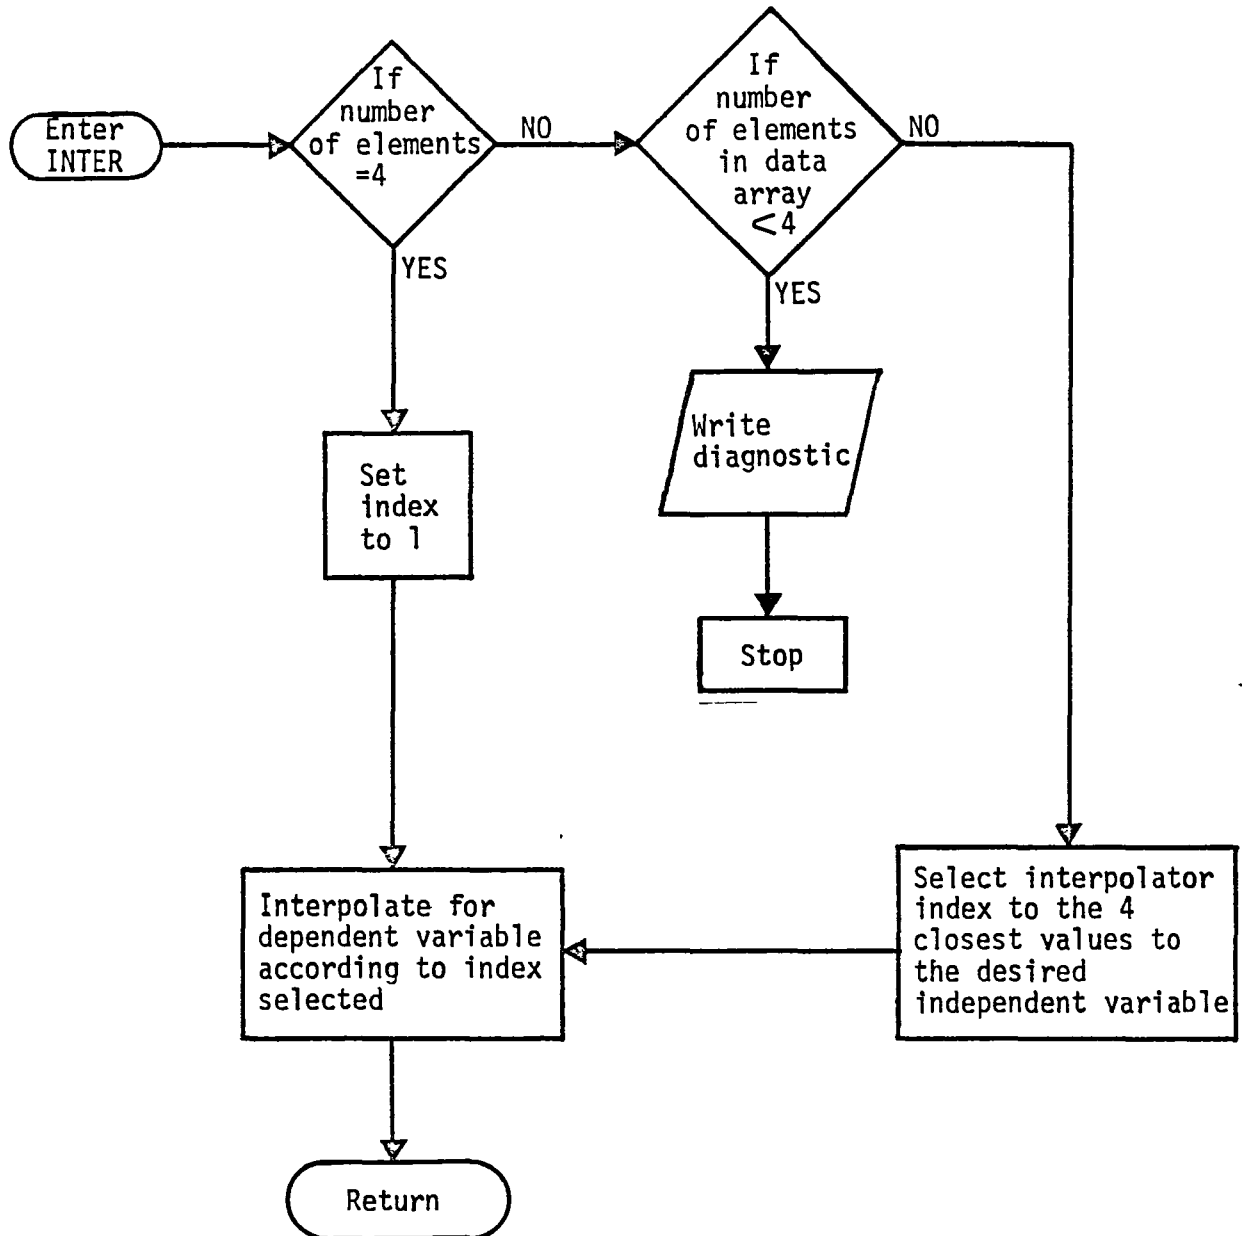 Enter
INTER
If
number
of elements
=4
NO
YES
If
number
of elements
in data
array
<4
NO
YES
Write
diagnostic
Set
index
to 1
Stop
Interpolate for
dependent variable
according to index
selected
Select interpolator
index to the 4
closest values to
the desired
independent variable
Return